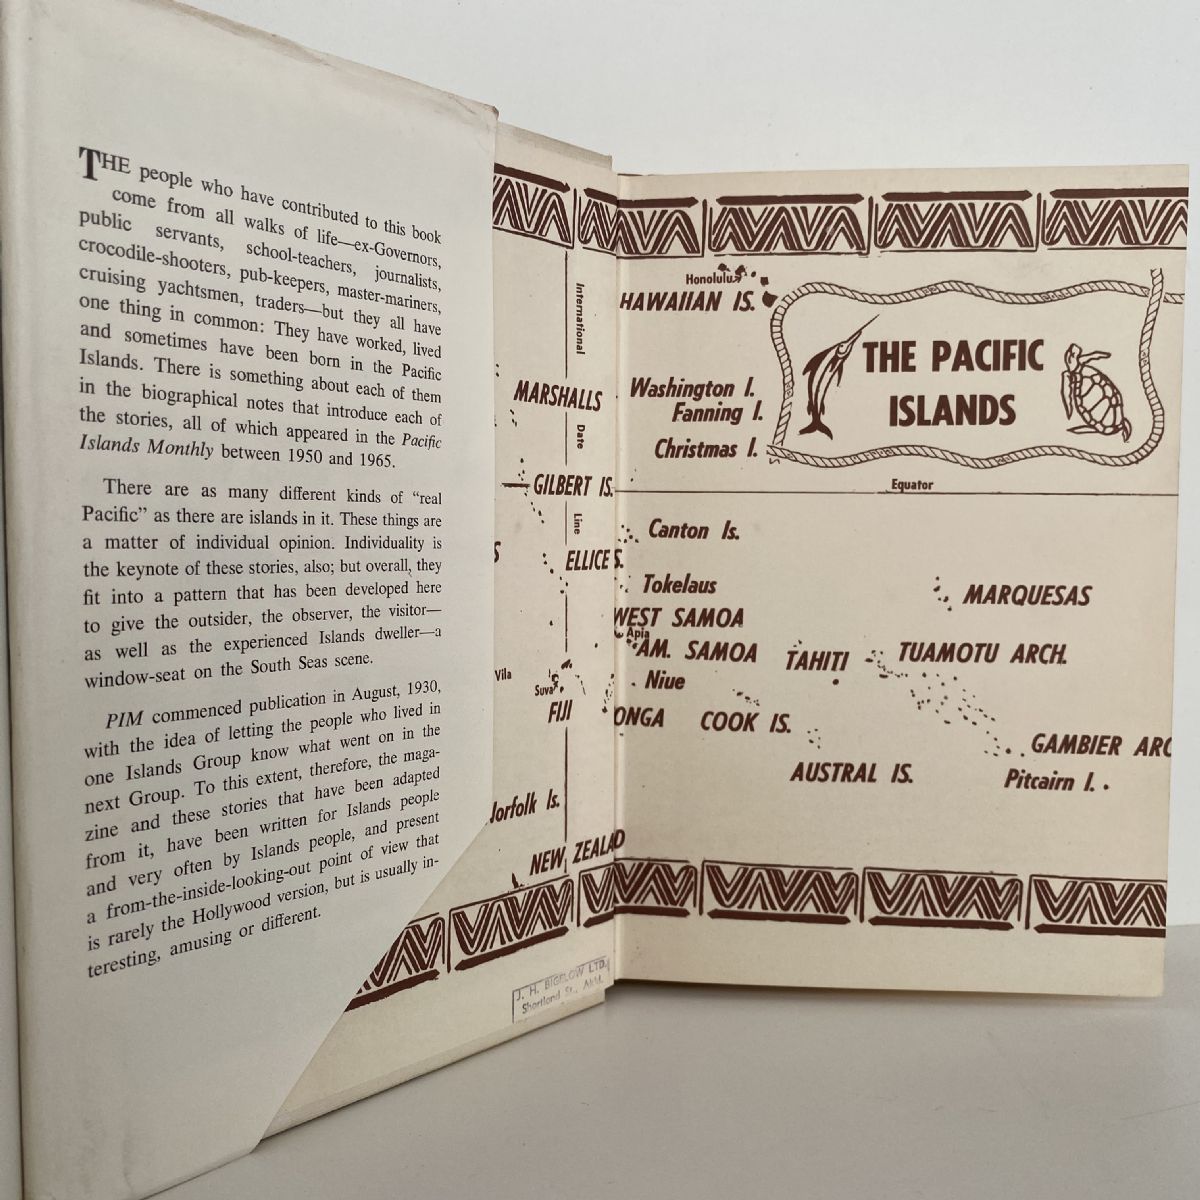 THE people who have contributed to this book
come from all walks of life—ex-Governors,
public servants, school-teachers, journalists,
crocodile-shooters, pub-keepers, master-mariners,
cruising yachtsmen, traders—but they all have
one thing in common: They have worked, lived
and sometimes have been born in the Pacific
Islands. There is something about each of them
in the biographical notes that introduce each of
the stories, all of which appeared in the Pacific
Islands Monthly between 1950 and 1965.
There are as many different kinds of "real
Pacific" as there are islands in it. These things are
a matter of individual opinion. Individuality is
the keynote of these stories, also; but overall, they
fit into a pattern that has been developed here
to give the outsider, the observer, the visitor—
as well as the experienced Islands dweller—a
window-seat on the South Seas scene.
PIM commenced publication in August, 1930,
with the idea of letting the people who lived in
one Islands Group know what went on in the
next Group. To this extent, therefore, the maga-
zine and these stories that have been adapted
from it, have been written for Islands people
and very often by Islands people, and present
a from-the-inside-looking-out point of view that
is rarely the Hollywood version, but is usually in-
teresting, amusing or different.
International
Date
Line
MARSHALLS
GILBERT IS.
ELLICE S.
S
Vila
Suva
FIJI
Norfolk Is.
NEW ZEALAD
J. H. BIGELOW LTD.
Shortland St., Akld.
Honolulu
HAWAIIAN IS.
THE PACIFIC
ISLANDS
Washington I.
Fanning I.
Christmas I.
Equator
Canton Is.
Tokelaus
MARQUESAS
WEST SAMOA
Apia
AM. SAMOA
TAHITI
TUAMOTU ARCH.
Niue
ONGA
COOK IS.
GAMBIER ARC
AUSTRAL IS.
Pitcairn I.